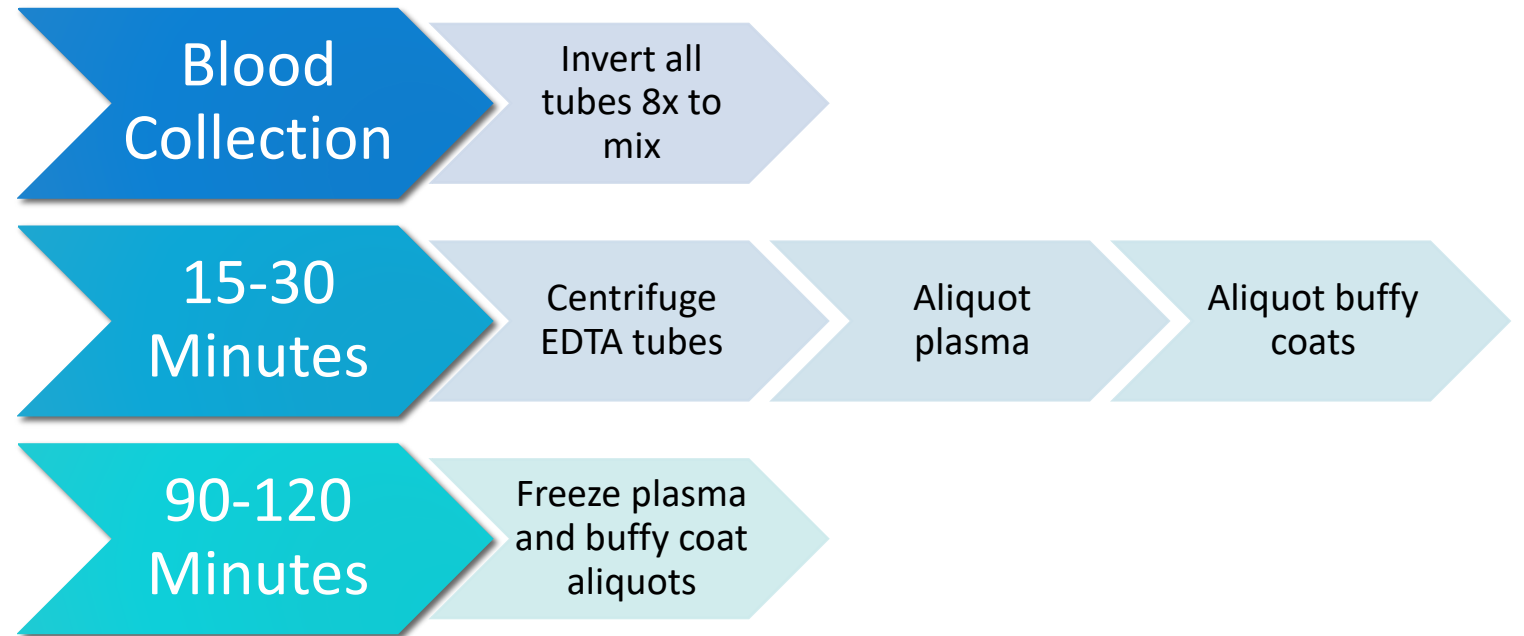 Blood
Collection
Invert all
tubes 8x to
mix
15-30
Minutes
Centrifuge
EDTA tubes
Aliquot
plasma
Aliquot buffy
coats
90-120
Minutes
Freeze plasma
and buffy coat
aliquots